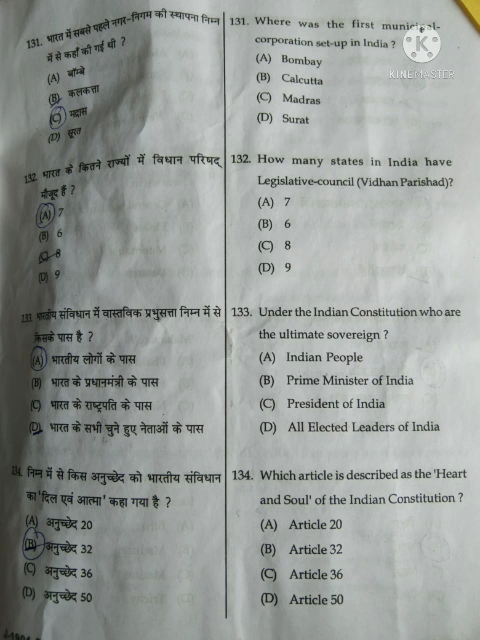 131. भारत में सबसे पहले नगर-निगम की स्थापना निम्न
में से कहाँ की गई थी ?
(A) बॉम्बे
(B) कलकत्ता
(C) मद्रास
(D) सूरत
132. भारत के कितने राज्यों में विधान परिषद्
मौजूद हैं ?
(A) 7
(B) 6
(C) 8
(D) 9
133. भारतीय संविधान में वास्तविक प्रभुसत्ता निम्न में से
किसके पास है ?
(A) भारतीय लोगों के पास
(B) भारत के प्रधानमंत्री के पास
(C) भारत के राष्ट्रपति के पास
(D) भारत के सभी चुने हुए नेताओं के पास
134. निम्न में से किस अनुच्छेद को भारतीय संविधान
का 'दिल एवं आत्मा' कहा गया है ?
(A) अनुच्छेद 20
(B) अनुच्छेद 32
(C) अनुच्छेद 36
(D) अनुच्छेद 50
131. Where was the first municipal-
corporation set-up in India ?
(A) Bombay
(B) Calcutta
(C) Madras
(D) Surat
132. How many states in India have
Legislative-council (Vidhan Parishad)?
(A) 7
(B) 6
(C) 8
(D) 9
133. Under the Indian Constitution who are
the ultimate sovereign ?
(A) Indian People
(B) Prime Minister of India
(C) President of India
(D) All Elected Leaders of India
134. Which article is described as the 'Heart
and Soul' of the Indian Constitution ?
(A) Article 20
(B) Article 32
(C) Article 36
(D) Article 50
KINEMASTER